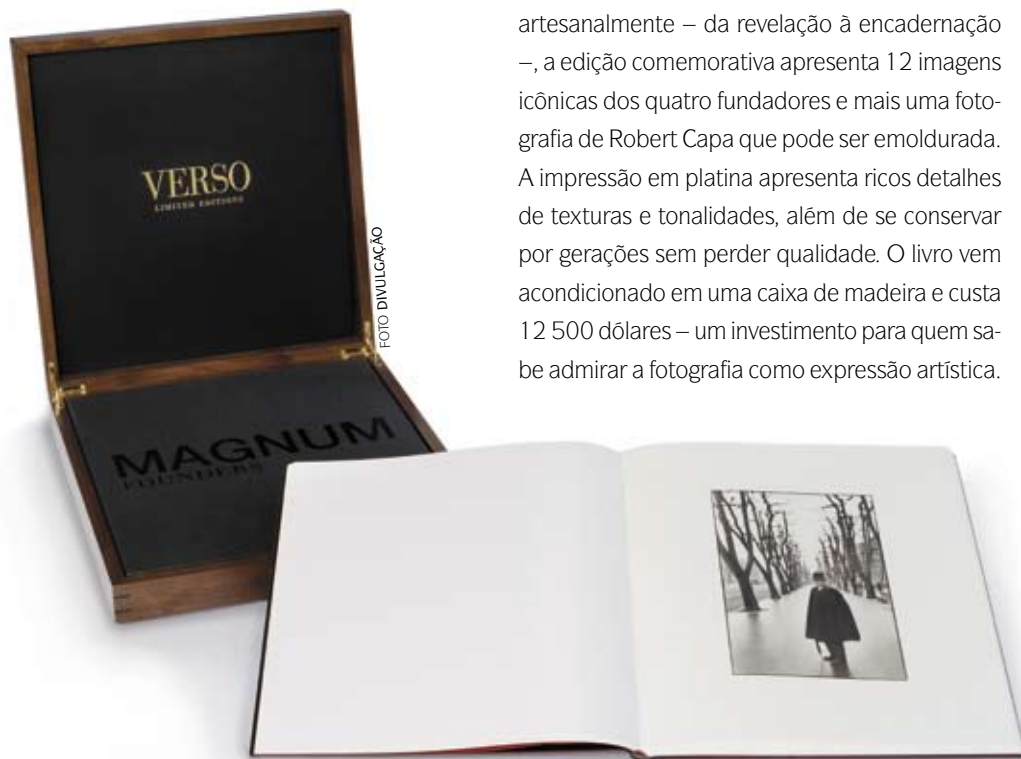 artesanalmente – da revelação à encadernação
–, a edição comemorativa apresenta 12 imagens
icônicas dos quatro fundadores e mais uma foto-
grafia de Robert Capa que pode ser emoldurada.
A impressão em platina apresenta ricos detalhes
de texturas e tonalidades, além de se conservar
por gerações sem perder qualidade. O livro vem
acondicionado em uma caixa de madeira e custa
12 500 dólares – um investimento para quem sa-
be admirar a fotografia como expressão artística.
FOTO DIVULGAÇÃO
VERSO
LIMITED EDITIONS
MAGNUM
FOUNDERS